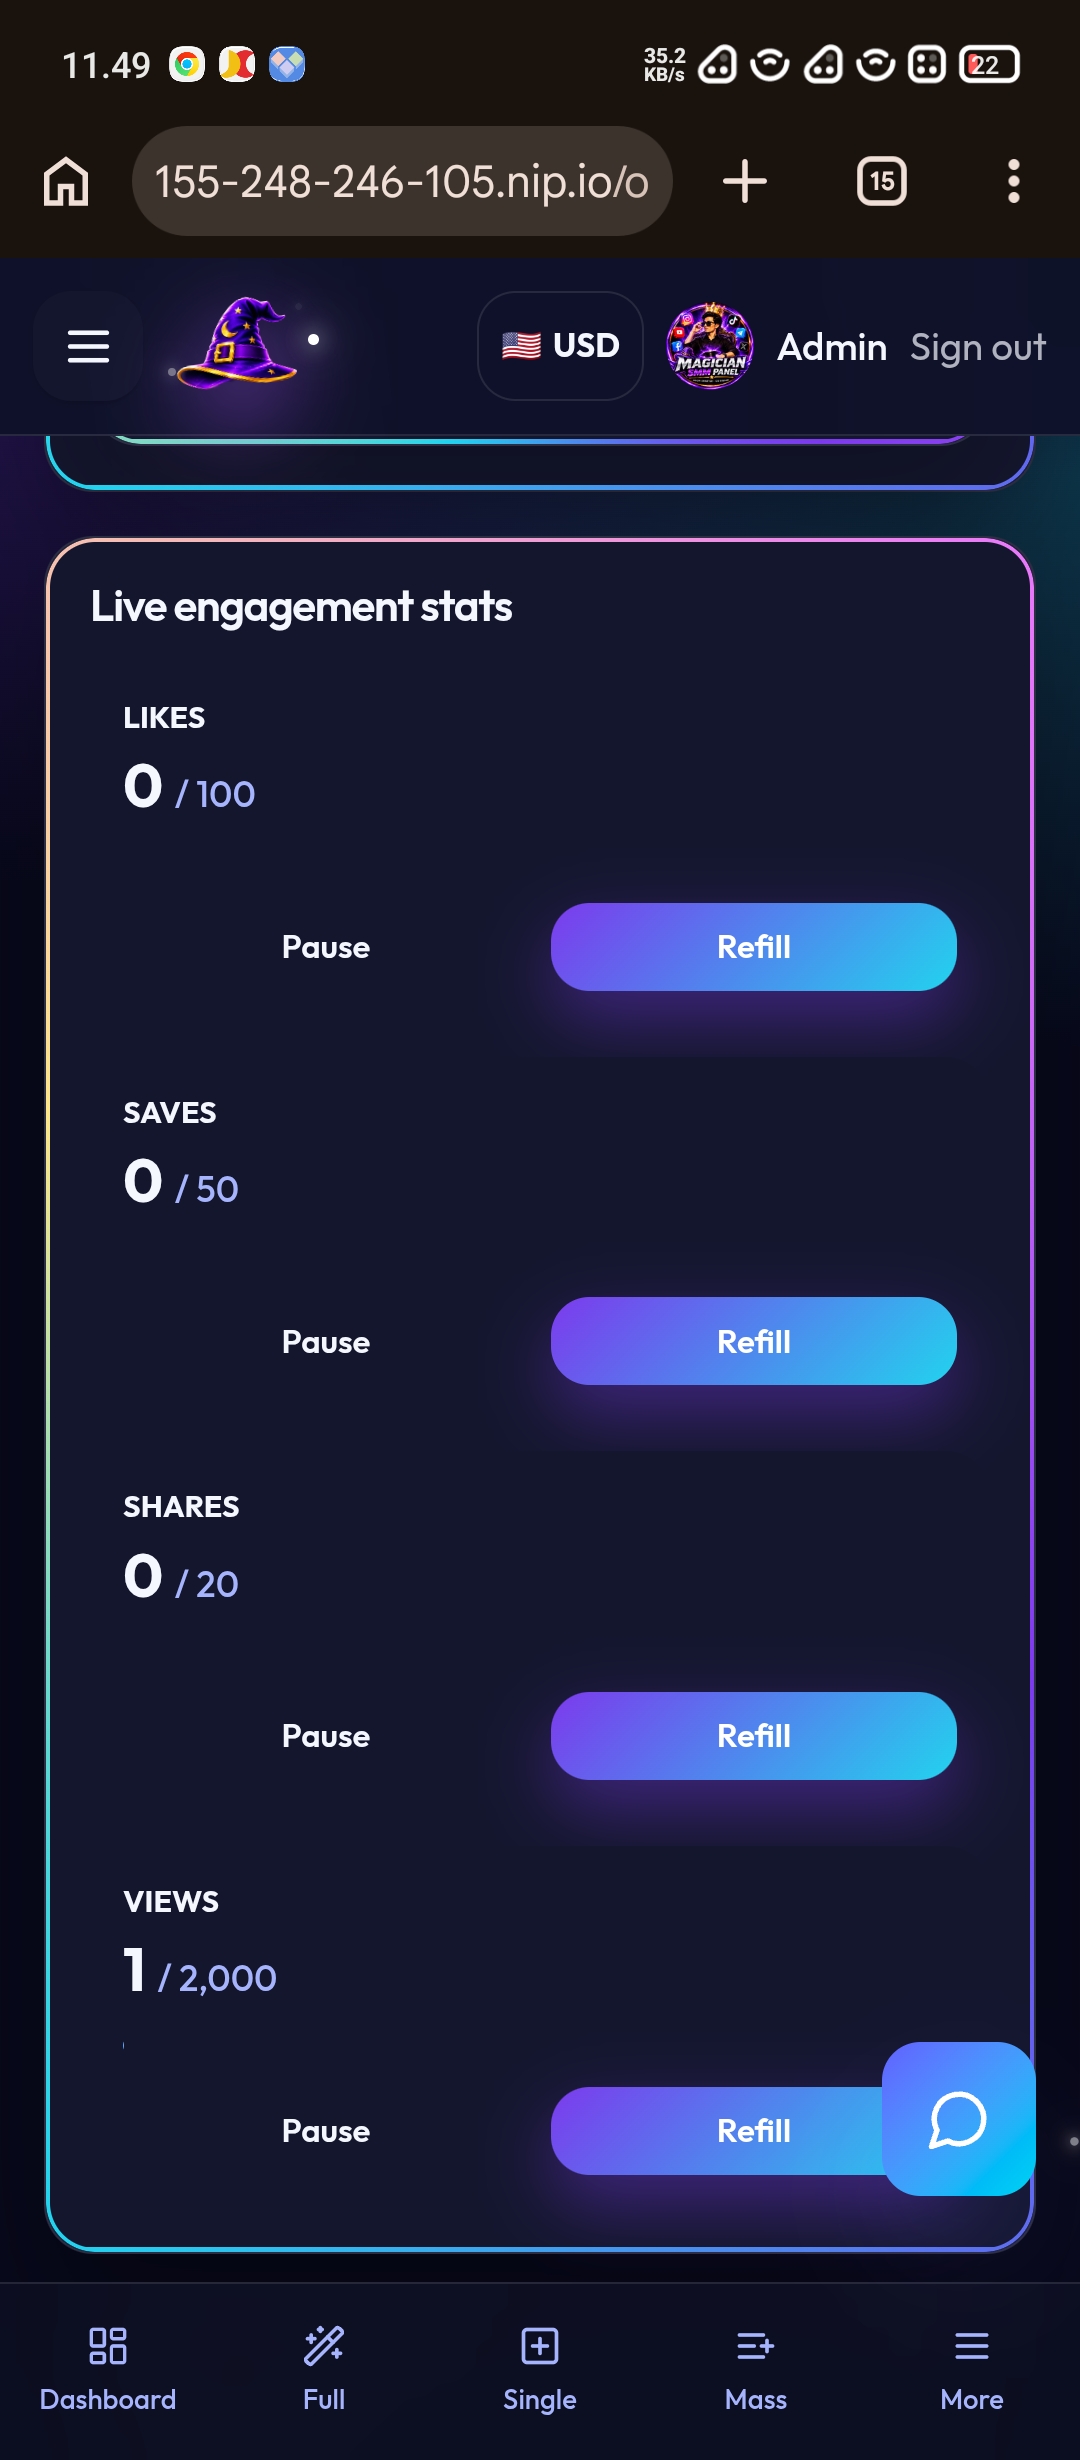 11.49
35.2
KB/s
22
155-248-246-105.nip.io/o
15
USD
MAGICIAN
SMM PANEL
Admin
Sign out
Live engagement stats
LIKES
0 / 100
Pause
Refill
SAVES
0 / 50
Pause
Refill
SHARES
0 / 20
Pause
Refill
VIEWS
1 / 2,000
Pause
Refill
Dashboard
Full
Single
Mass
More